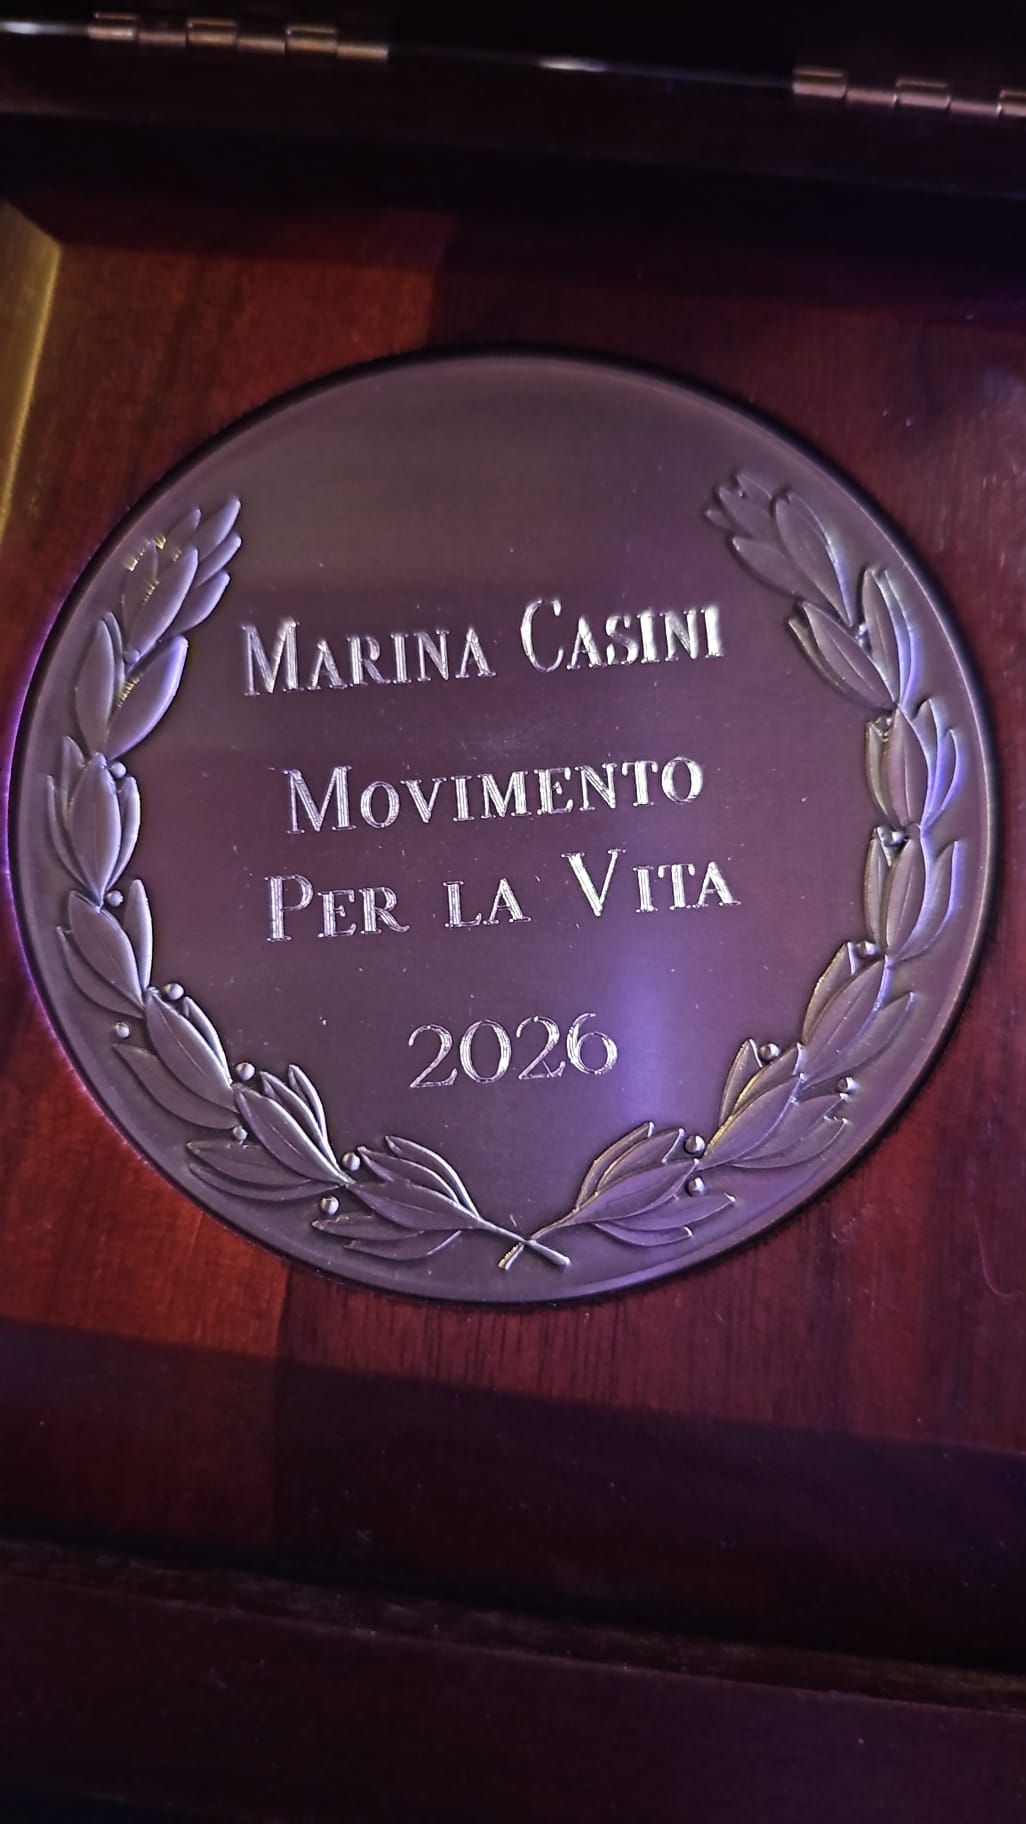 MARINA CASINI
MOVIMENTO
PER LA VITA
2026